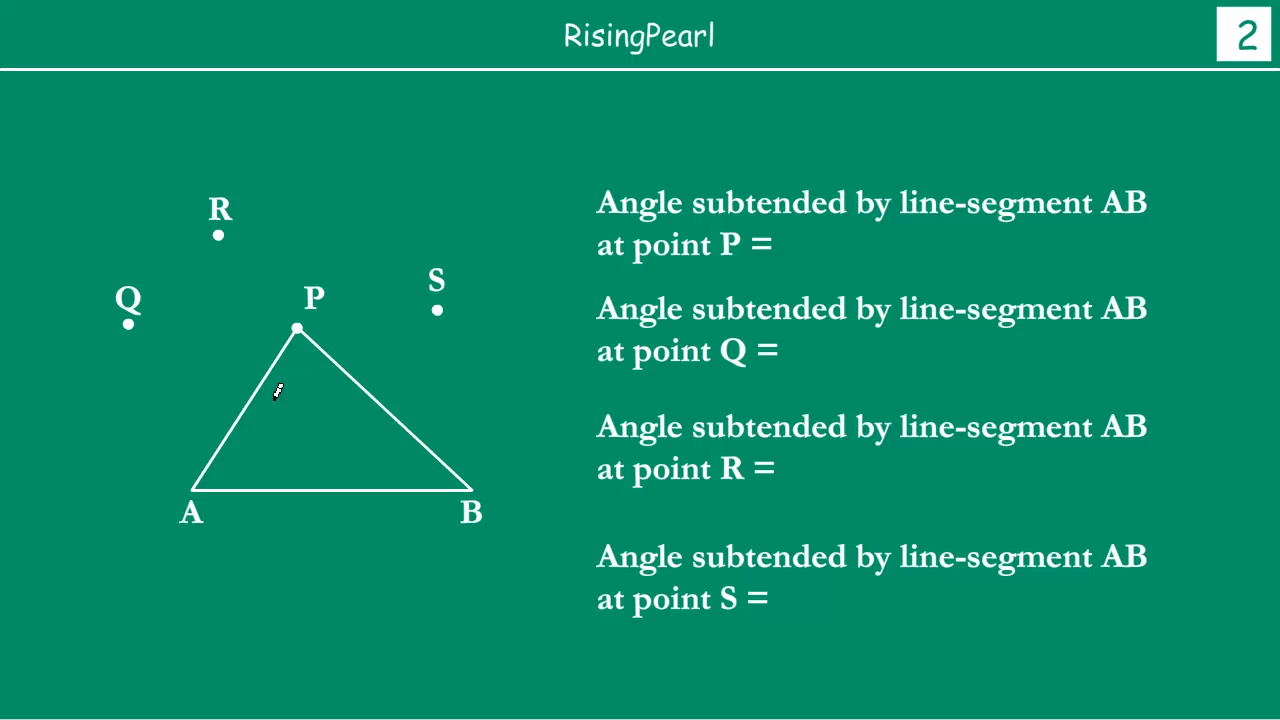 RisingPearl
2
R
S
Q
P
A
B
Angle subtended by line-segment AB
at point P =
Angle subtended by line-segment AB
at point Q =
Angle subtended by line-segment AB
at point R =
Angle subtended by line-segment AB
at point S =